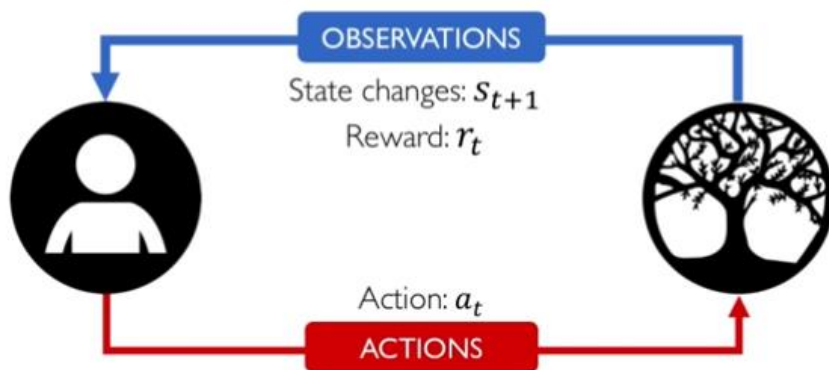 OBSERVATIONS
State changes: s_{t+1}
Reward: r_t
Action: a_t
ACTIONS